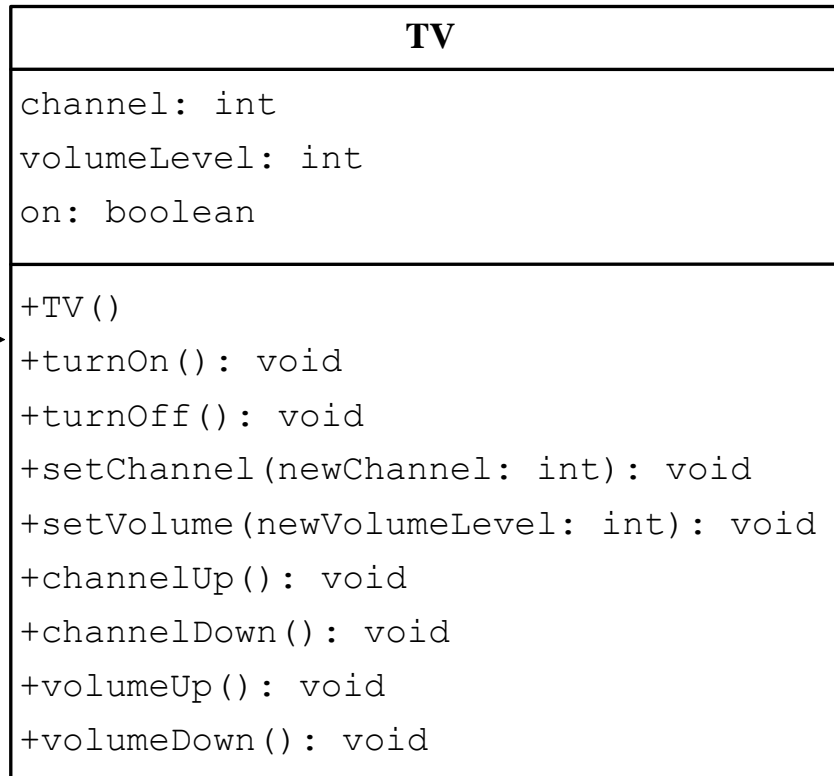 TV
channel: int
volumeLevel: int
on: boolean
+TV()
+turnOn(): void
+turnOff(): void
+setChannel(newChannel: int): void
+setVolume(newVolumeLevel: int): void
+channelUp(): void
+channelDown(): void
+volumeUp(): void
+volumeDown(): void